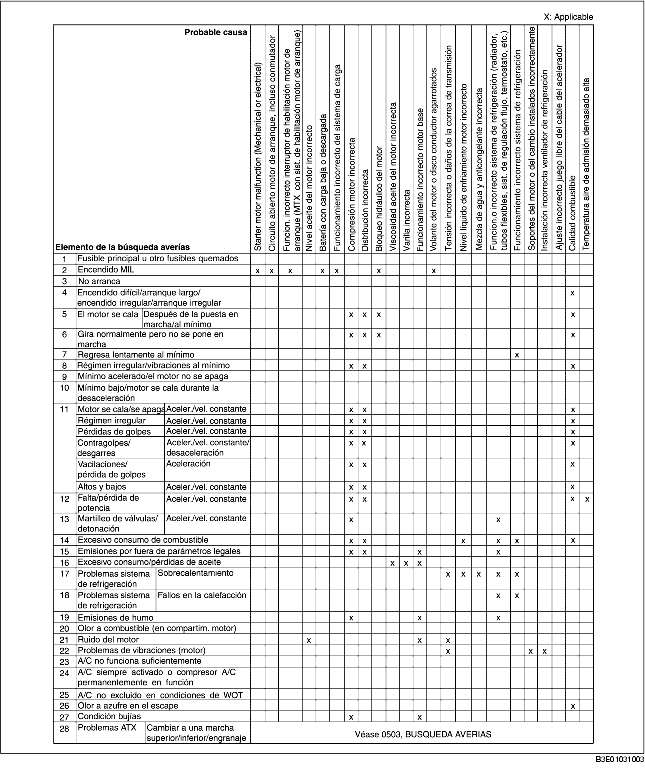 X: Applicable
Probable causa
Starter motor malfunction (Mechanical or electrical)
Circuito abierto motor de arranque, incluso conmutador
Funcion. incorrecto interruptor de habilitación motor de
arranque (MTX con sist. de habilitación motor de arranque)
Nivel aceite del motor incorrecto
Batería con carga baja o descargada
Funcionamiento incorrecto del sistema de carga
Compresión motor incorrecta
Distribución incorrecta
Bloqueo hidráulico del motor
Viscosidad aceite del motor incorrecta
Varilla incorrecta
Funcionamiento incorrecto motor base
Volante del motor o disco conductor agarrotados
Tensión incorrecta o daños de la correa de transmisión
Nivel líquido de enfriamiento motor incorrecto
Mezcla de agua y anticongelante incorrecta
Funcion.o incorrecto sistema de refrigeración (radiador,
tubos flexibles, sist. de regulación flujo, termostato, etc.)
Funcionamiento incorrecto sistema de refrigeración
Soportes del motor o del cambio instalados incorrectamente
Instalación incorrecta ventilador de refrigeración
Ajuste incorrecto juego libre del cable del acelerador
Calidad combustible
Temperatura aire de admisión demasiado alta
Elemento de la búsqueda averías
1 Fusible principal u otro fusibles quemados
2 Encendido MIL x x x x x x x
3 No arranca
4 Encendido difícil/arranque largo/
encendido irregular/arranque irregular x
5 El motor se cala Después de la puesta en
marcha/al mínimo x x x x
6 Gira normalmente pero no se pone en
marcha x x x x
7 Regresa lentamente al mínimo x
8 Régimen irregular/vibraciones al mínimo x x x
9 Mínimo acelerado/el motor no se apaga
10 Mínimo bajo/motor se cala durante la
desaceleración
11 Motor se cala/se apaga Aceler./vel. constante x x x
Régimen irregular Aceler./vel. constante x x x
Pérdidas de golpes Aceler./vel. constante x x x
Contragolpes/
desgarres Aceler./vel. constante/
desaceleración x x x
Vacilaciones/
pérdida de golpes Aceleración x x x
Altos y bajos Aceler./vel. constante x x x
12 Falta/pérdida de
potencia Aceler./vel. constante x x x x
13 Martilleo de válvulas/
detonación Aceler./vel. constante x x
14 Excesivo consumo de combustible x x x x x x
15 Emisiones por fuera de parámetros legales x x x x
16 Excesivo consumo/pérdidas de aceite x x x
17 Problemas sistema
de refrigeración Sobrecalentamiento x x x x x
18 Problemas sistema
de refrigeración Fallos en la calefacción x x
19 Emisiones de humo x x x
20 Olor a combustible (en compartim. motor)
21 Ruido del motor x x x
22 Problemas de vibraciones (motor) x x x
23 A/C no funciona suficientemente
24 A/C siempre activado o compresor A/C
permanentemente en función
25 A/C no excluido en condiciones de WOT
26 Olor a azufre en el escape x
27 Condición bujías x x
28 Problemas ATX Cambiar a una marcha
superior/inferior/engranaje Véase 0503, BUSQUEDA AVERIAS
B3E01031003